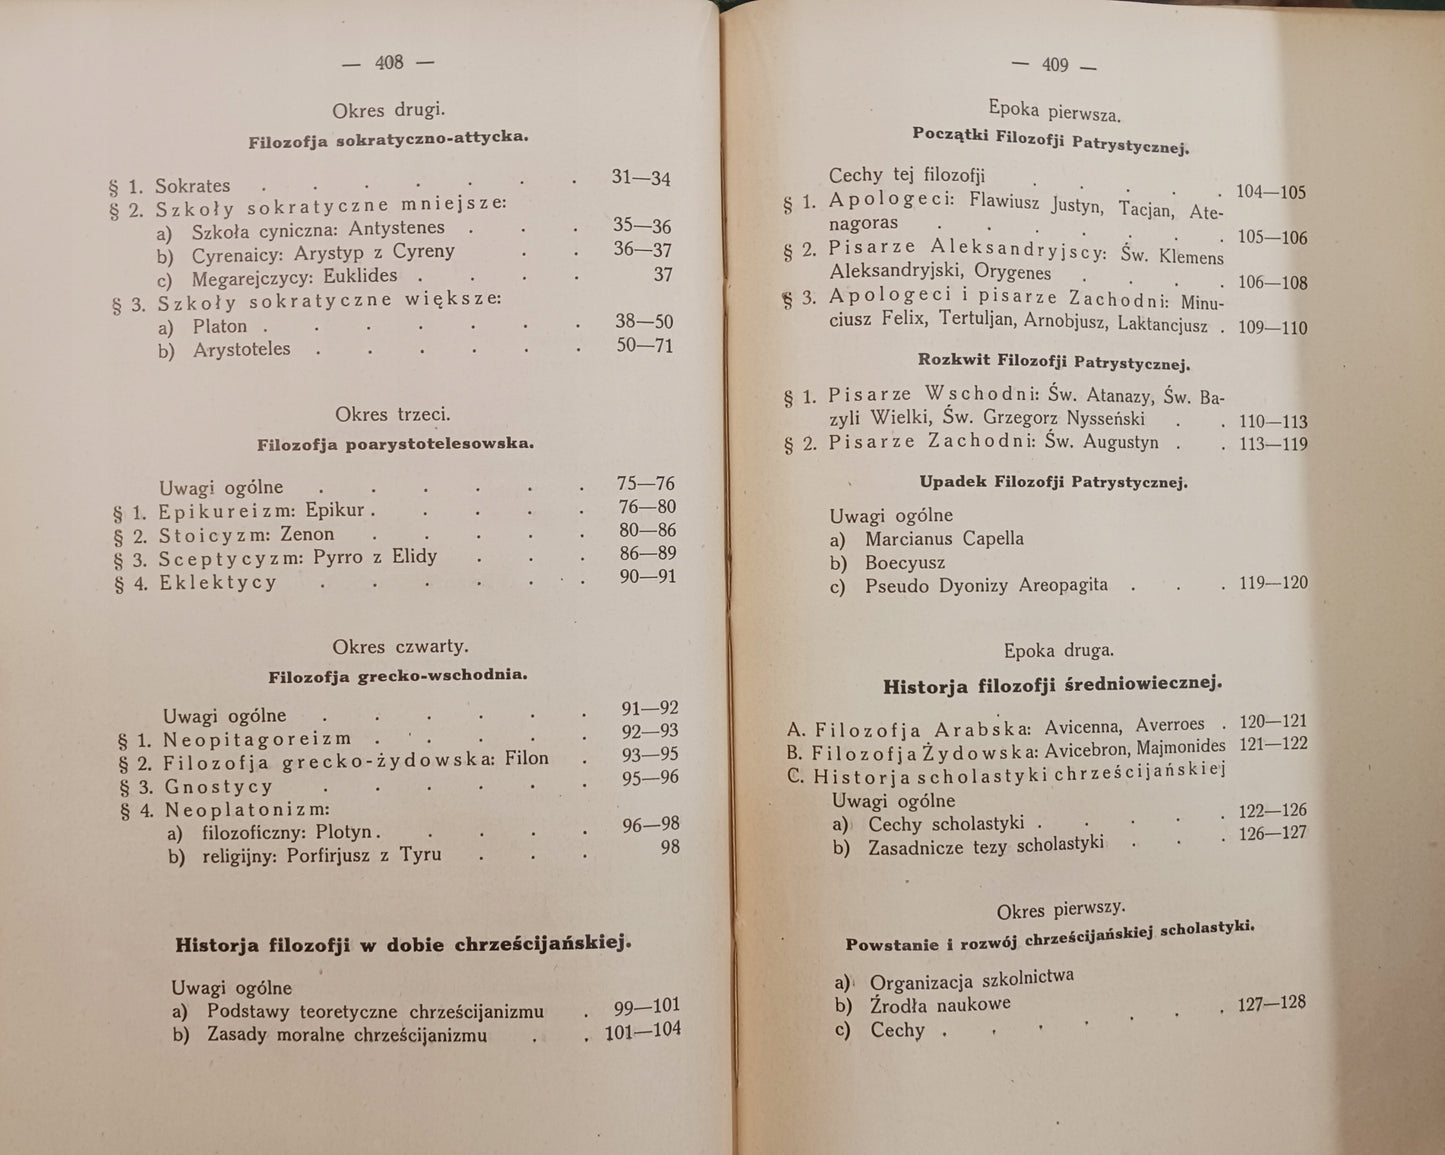 — 408 —
Okres drugi.
Filozofja sokratyczno-attycka.
§ 1. Sokrates . . . . . . . 31—34
§ 2. Szkoły sokratyczne mniejsze:
a) Szkoła cyniczna: Antystenes . . . 35—36
b) Cyrenaicy: Arystyp z Cyreny . . 36—37
c) Megarejczycy: Euklides . . . . 37
§ 3. Szkoły sokratyczne większe:
a) Platon . . . . . . . 38—50
b) Arystoteles . . . . . . 50—71
Okres trzeci.
Filozofja poarystotelesowska.
Uwagi ogólne . . . . . . 75—76
§ 1. Epikureizm: Epikur . . . . . 76—80
§ 2. Stoicyzm: Zenon . . . . . 80—86
§ 3. Sceptycyzm: Pyrro z Elidy . . . 86—89
§ 4. Eklektycy . . . . . . 90—91
Okres czwarty.
Filozofja grecko-wschodnia.
Uwagi ogólne . . . . . . 91—92
§ 1. Neopitagoreizm . . . . . 92—93
§ 2. Filozofja grecko-żydowska: Filon . 93—95
§ 3. Gnostycy . . . . . . 95—96
§ 4. Neoplatonizm:
a) filozoficzny: Plotyn . . . . . 96—98
b) religijny: Porfirjusz z Tyru . . . 98
Historja filozofji w dobie chrześcijańskiej.
Uwagi ogólne
a) Podstawy teoretyczne chrześcijanizmu . 99—101
b) Zasady moralne chrześcijanizmu . . 101—104
— 409 —
Epoka pierwsza.
Początki Filozofji Patrystycznej.
Cechy tej filozofji . . . . . 104—105
§ 1. Apologeci: Flawiusz Justyn, Tacjan, Ate-
nagoras . . . . . . . 105—106
§ 2. Pisarze Aleksandryjscy: Św. Klemens
Aleksandryjski, Orygenes . . . . 106—108
§ 3. Apologeci i pisarze Zachodni: Minu-
ciusz Felix, Tertuljan, Arnobjusz, Laktancjusz . 109—110
Rozkwit Filozofji Patrystycznej.
§ 1. Pisarze Wschodni: Św. Atanazy, Św. Ba-
zyli Wielki, Św. Grzegorz Nysseński . . 110—113
§ 2. Pisarze Zachodni: Św. Augustyn . . 113—119
Upadek Filozofji Patrystycznej.
Uwagi ogólne
a) Marcianus Capella
b) Boecyusz
c) Pseudo Dyonizy Areopagita . . . 119—120
Epoka druga.
Historja filozofji średniowiecznej.
A. Filozofja Arabska: Avicenna, Averroes . 120—121
B. Filozofja Żydowska: Avicebron, Majmonides 121—122
C. Historja scholastyki chrześcijańskiej
Uwagi ogólne
a) Cechy scholastyki . . . . . 122—126
b) Zasadnicze tezy scholastyki . . . 126—127
Okres pierwszy.
Powstanie i rozwój chrześcijańskiej scholastyki.
a) Organizacja szkolnictwa
b) Źrodła naukowe
c) Cechy . . . . . . . 127—128